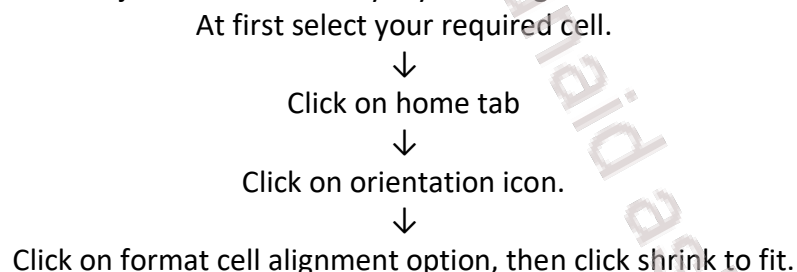 At first select your required cell.
↓
Click on home tab
↓
Click on orientation icon.
↓
Click on format cell alignment option, then click shrink to fit.